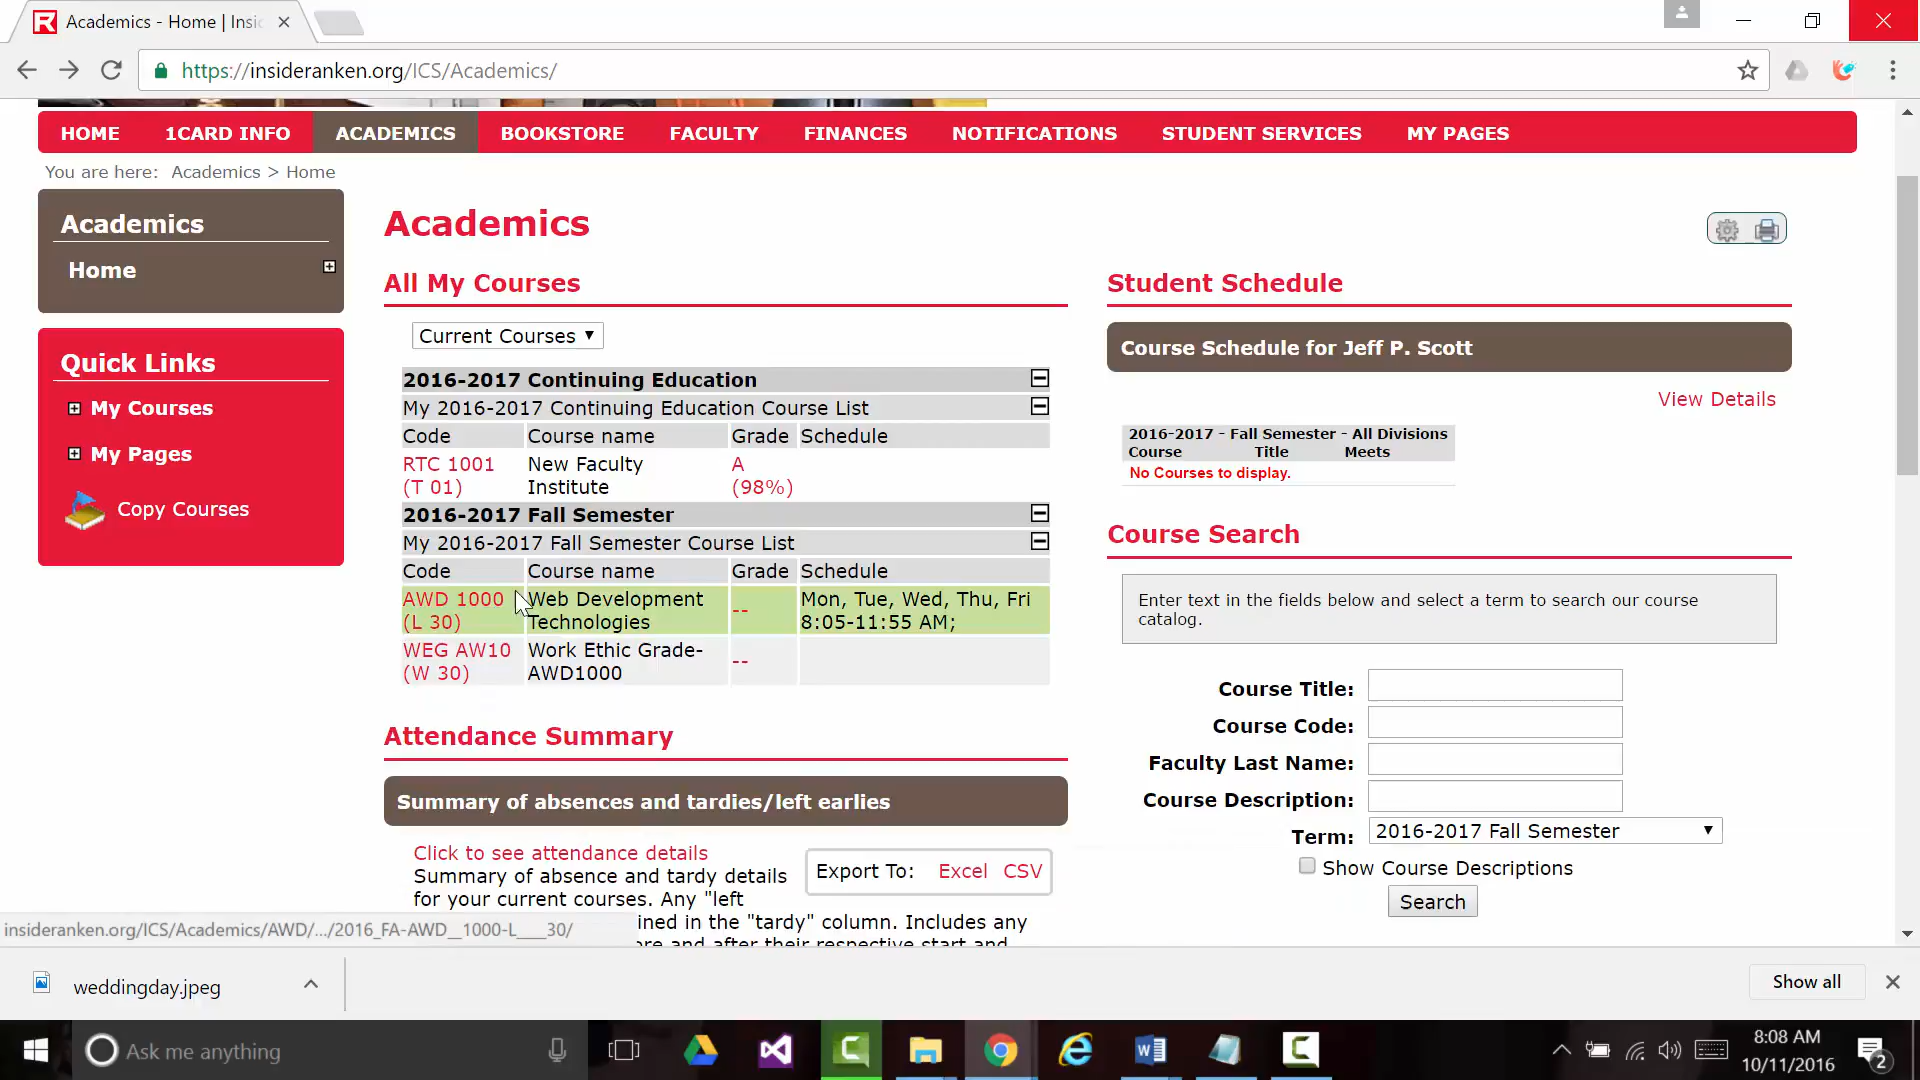 Academics - Home | Insi
https://insideranken.org/ICS/Academics/
HOME 1CARD INFO ACADEMICS BOOKSTORE FACULTY FINANCES NOTIFICATIONS STUDENT SERVICES MY PAGES
You are here: Academics > Home
Academics
Home
Quick Links
My Courses
My Pages
Copy Courses
Academics
All My Courses
Current Courses
2016-2017 Continuing Education
My 2016-2017 Continuing Education Course List
Code Course name Grade Schedule
RTC 1001 New Faculty A
(T 01) Institute (98%)
2016-2017 Fall Semester
My 2016-2017 Fall Semester Course List
Code Course name Grade Schedule
AWD 1000 Web Development -- Mon, Tue, Wed, Thu, Fri
(L 30) Technologies 8:05-11:55 AM;
WEG AW10 Work Ethic Grade- --
(W 30) AWD1000
Attendance Summary
Summary of absences and tardies/left earlies
Click to see attendance details
Summary of absence and tardy details
for your current courses. Any "left
ined in the "tardy" column. Includes any
ore and after their respective start and
Export To: Excel CSV
Student Schedule
Course Schedule for Jeff P. Scott
View Details
2016-2017 - Fall Semester - All Divisions
Course Title Meets
No Courses to display.
Course Search
Enter text in the fields below and select a term to search our course
catalog.
Course Title:
Course Code:
Faculty Last Name:
Course Description:
Term: 2016-2017 Fall Semester
Show Course Descriptions
Search
insideranken.org/ICS/Academics/AWD/.../2016_FA-AWD__1000-L___30/
weddingday.jpeg
Show all
Ask me anything
8:08 AM
10/11/2016
2